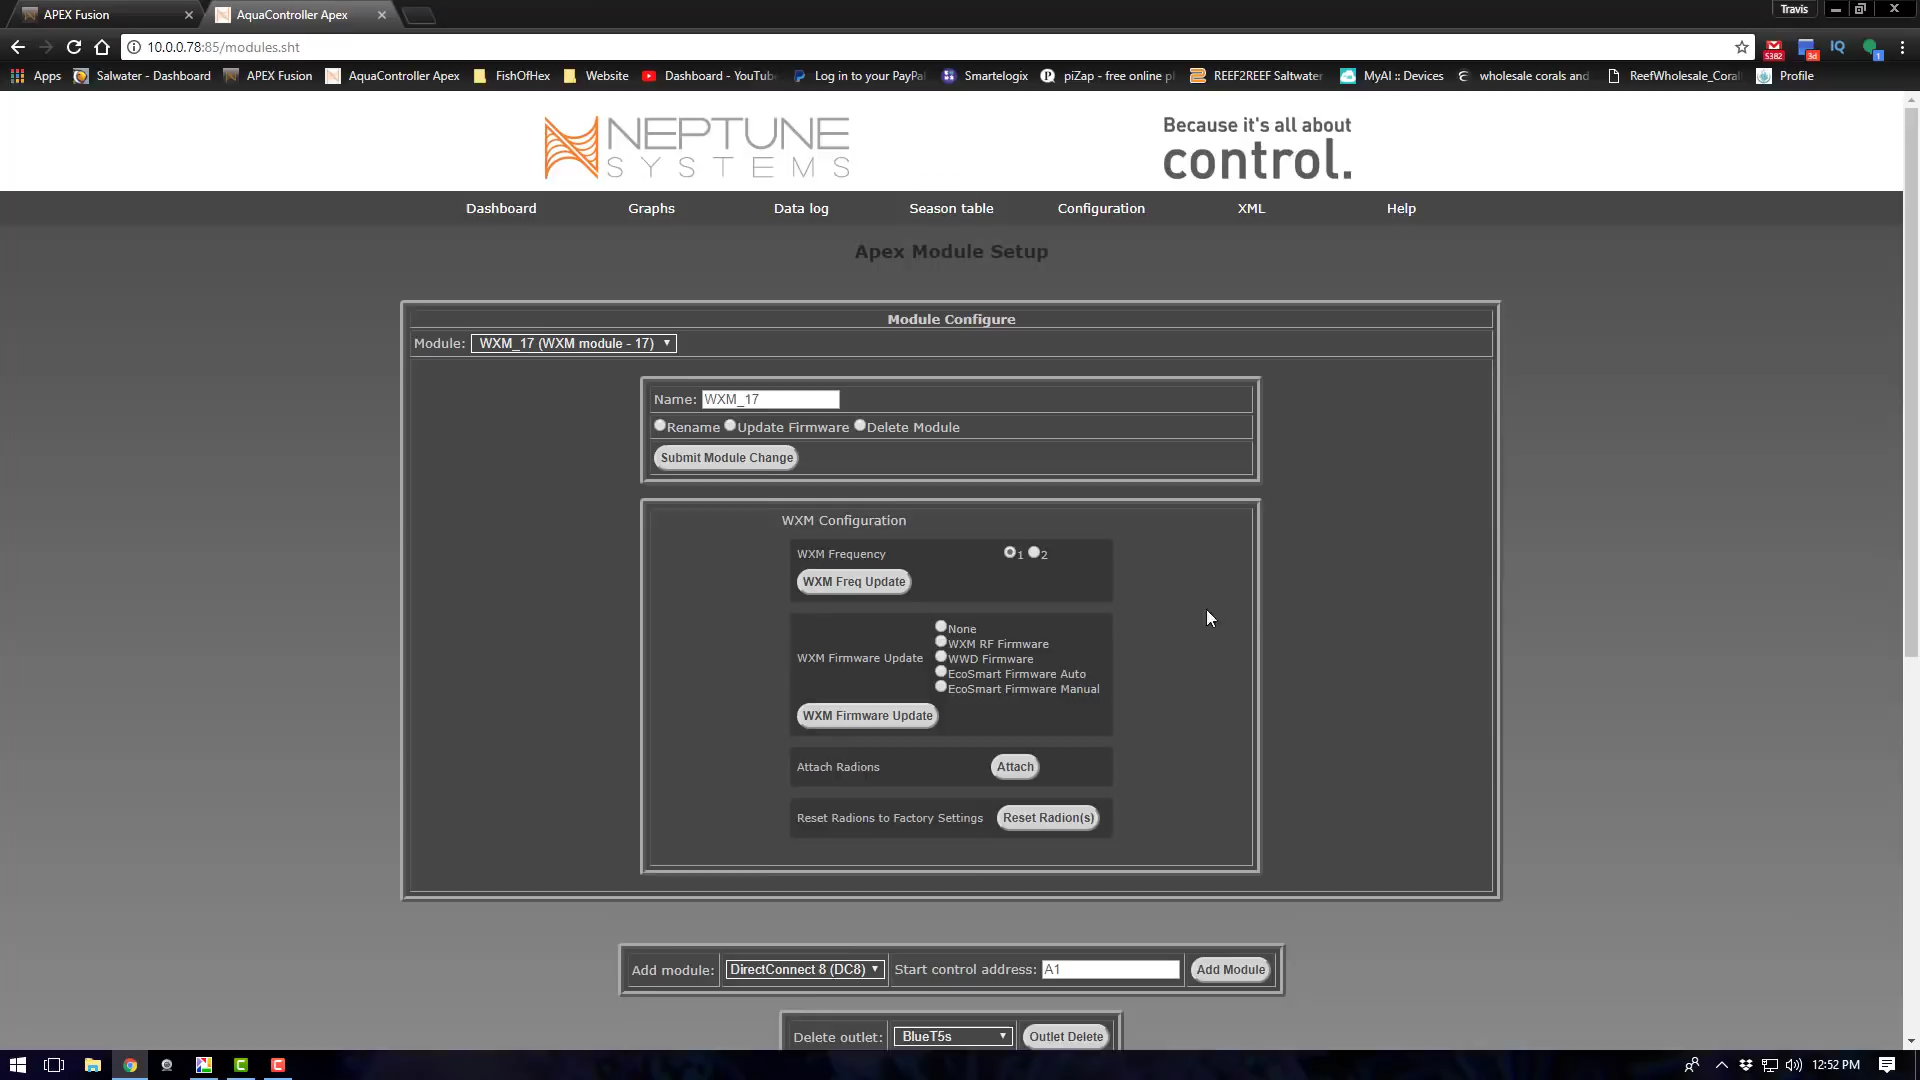 APEX Fusion
AquaController Apex
Travis
10.0.0.78:85/modules.sht
S382
3d
IQ
1
Apps
Salwater - Dashboard
APEX Fusion
AquaController Apex
FishOfHex
Website
Dashboard - YouTub
Log in to your PayPa
Smartelogix
piZap - free online p
REEF2REEF Saltwater
MyAI :: Devices
wholesale corals and
ReefWholesale_Coral
Profile
NEPTUNE
SYSTEMS
Because it's all about
control.
Dashboard
Graphs
Data log
Season table
Configuration
XML
Help
Apex Module Setup
Module Configure
Module: WXM_17 (WXM module - 17)
Name: WXM_17
Rename Update Firmware Delete Module
Submit Module Change
WXM Configuration
WXM Frequency 1 2
WXM Freq Update
None
WXM RF Firmware
WXM Firmware Update
WWD Firmware
EcoSmart Firmware Auto
EcoSmart Firmware Manual
WXM Firmware Update
Attach Radions Attach
Reset Radions to Factory Settings Reset Radion(s)
Add module: DirectConnect 8 (DC8) Start control address: A1 Add Module
Delete outlet: BlueT5s Outlet Delete
12:52 PM